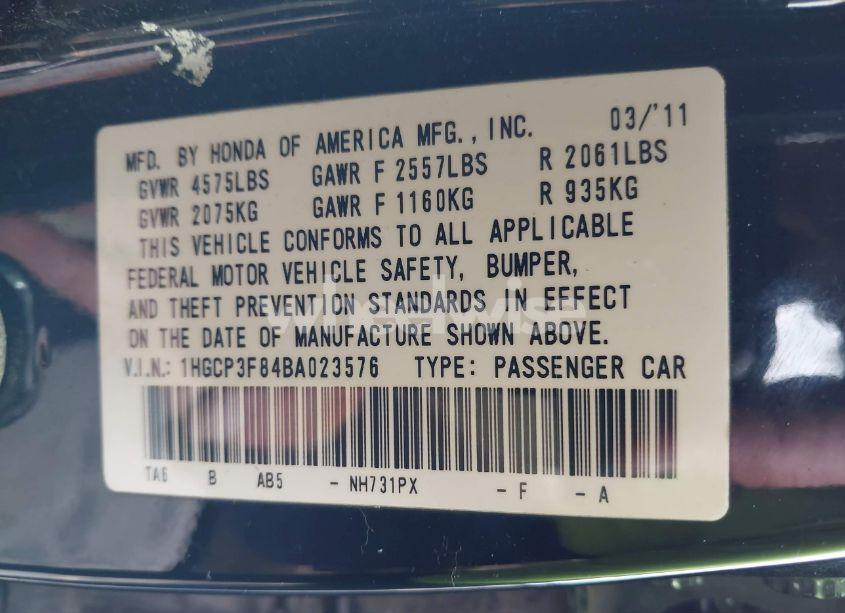 MFD. BY HONDA OF AMERICA MFG., INC. 03/'11
GVWR 4575LBS GAWR F 2557LBS R 2061LBS
GVWR 2075KG GAWR F 1160KG R 935KG
THIS VEHICLE CONFORMS TO ALL APPLICABLE
FEDERAL MOTOR VEHICLE SAFETY, BUMPER,
AND THEFT PREVENTION STANDARDS IN EFFECT
wheelwise
ON THE DATE OF MANUFACTURE SHOWN ABOVE.
V.I.N.: 1HGCP3F84BA023576 TYPE: PASSENGER CAR
TA6 B AB5 - NH731PX - F - A